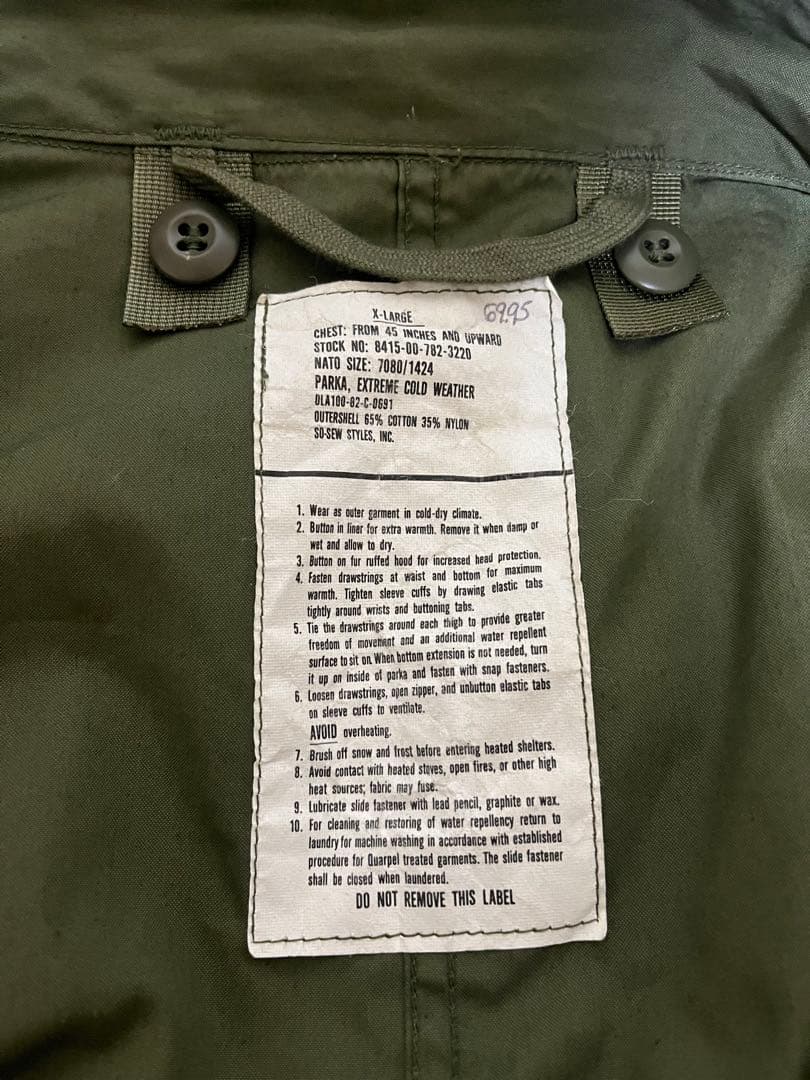 X-LARGE 69.95
CHEST: FROM 45 INCHES AND UPWARD
STOCK NO: 8415-00-782-3220
NATO SIZE: 7080/1424
PARKA, EXTREME COLD WEATHER
DLA100-82-C-0691
OUTERSHELL 65% COTTON 35% NYLON
SO-SEW STYLES, INC.
1. Wear as outer garment in cold-dry climate.
2. Button in liner for extra warmth. Remove it when damp or
wet and allow to dry.
3. Button on fur ruffed hood for increased head protection.
4. Fasten drawstrings at waist and bottom for maximum
warmth. Tighten sleeve cuffs by drawing elastic tabs
tightly around wrists and buttoning tabs.
5. Tie the drawstrings around each thigh to provide greater
freedom of movement and an additional water repellent
surface to sit on. When bottom extension is not needed, turn
it up on inside of parka and fasten with snap fasteners.
6. Loosen drawstrings, open zipper, and unbutton elastic tabs
on sleeve cuffs to ventilate.
AVOID overheating.
7. Brush off snow and frost before entering heated shelters.
8. Avoid contact with heated stoves, open fires, or other high
heat sources; fabric may fuse.
9. Lubricate slide fastener with lead pencil, graphite or wax.
10. For cleaning and restoring of water repellency return to
laundry for machine washing in accordance with established
procedure for Quarpel treated garments. The slide fastener
shall be closed when laundered.
DO NOT REMOVE THIS LABEL